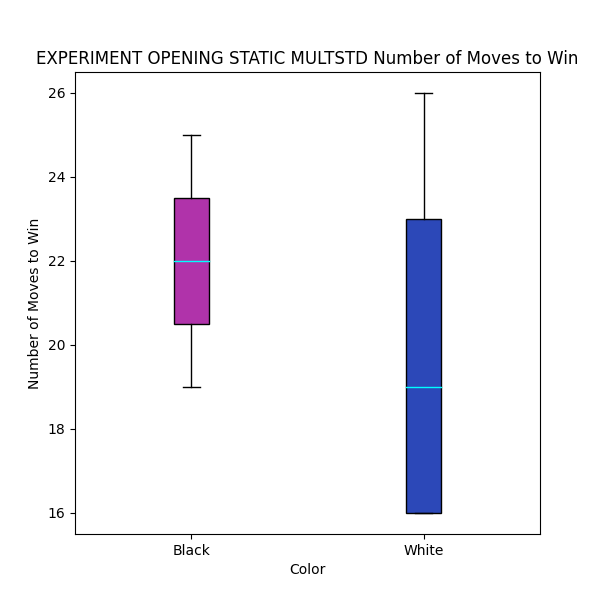 EXPERIMENT OPENING STATIC MULTSTD Number of Moves to Win
Number of Moves to Win
26
24
22
20
18
16
Black
White
Color